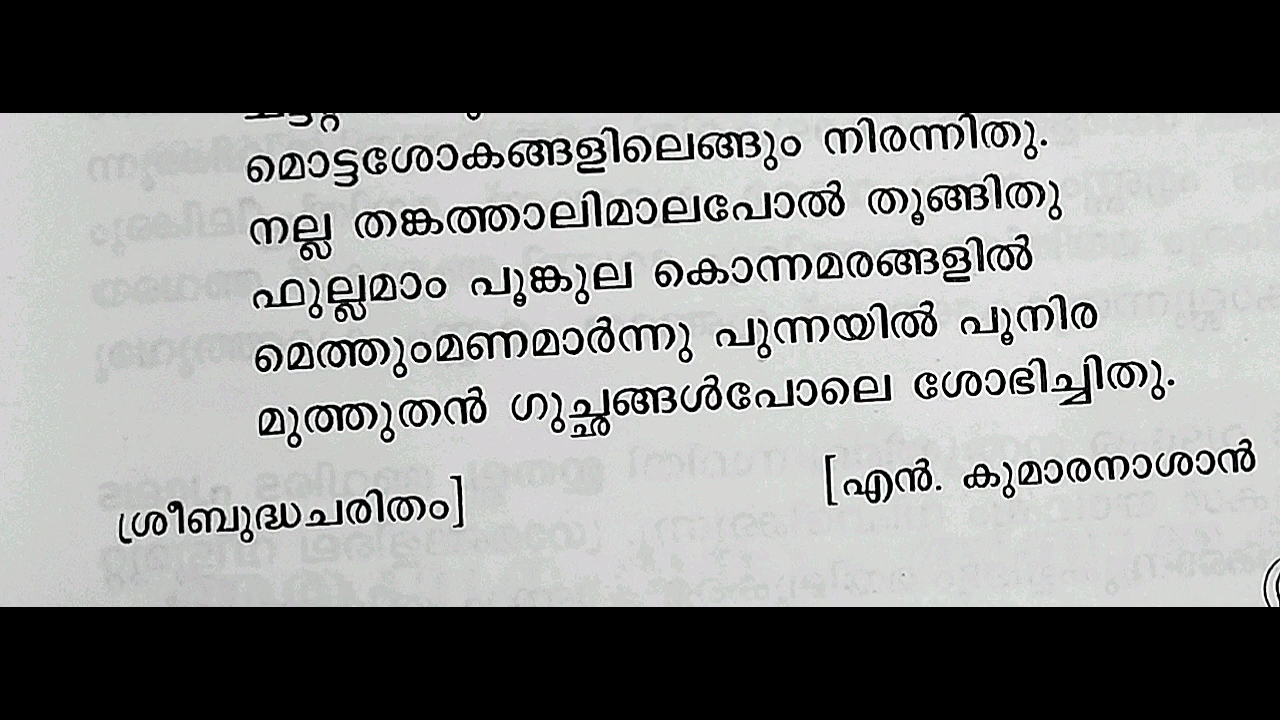 മൊട്ടശോകങ്ങളിലെങ്ങും നിരന്നിതു.
നല്ല തങ്കത്താലിമാലപോൽ തൂങ്ങിതു
ഫുല്ലമാം പൂങ്കുല കൊന്നമരങ്ങളിൽ
മെത്തുംമണമാർന്നു പുന്നയിൽ പൂനിര
മുത്തുതൻ ഗുച്ഛങ്ങൾപോലെ ശോഭിച്ചിതു.
[എൻ. കുമാരനാശാൻ
ശ്രീബുദ്ധചരിതം]